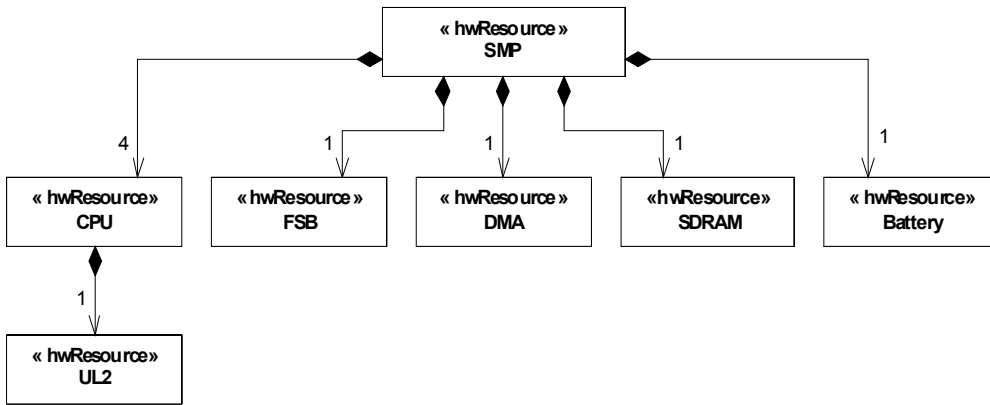 « hwResource»
SMP
4
1
1
1
1
« hwResource»
CPU
« hwResource»
FSB
« hwResource»
DMA
«hwResource»
SDRAM
« hwResource»
Battery
1
« hwResource»
UL2